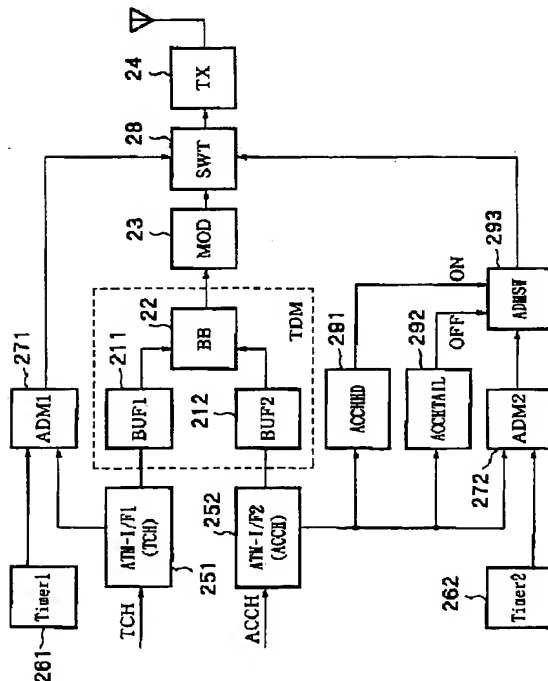 TCH
ACCH
261
Timer1
ATM-I/F1
(TCH)
251
ATM-I/F2
(ACCH)
252
Timer2
262
271
ADM1
BUF1
211
BUF2
212
BB
22
TDM
MOD
23
SWT
28
TX
24
ACCHHD
291
ACCHTAIL
292
ON
OFF
ADM2
272
ADMSW
293